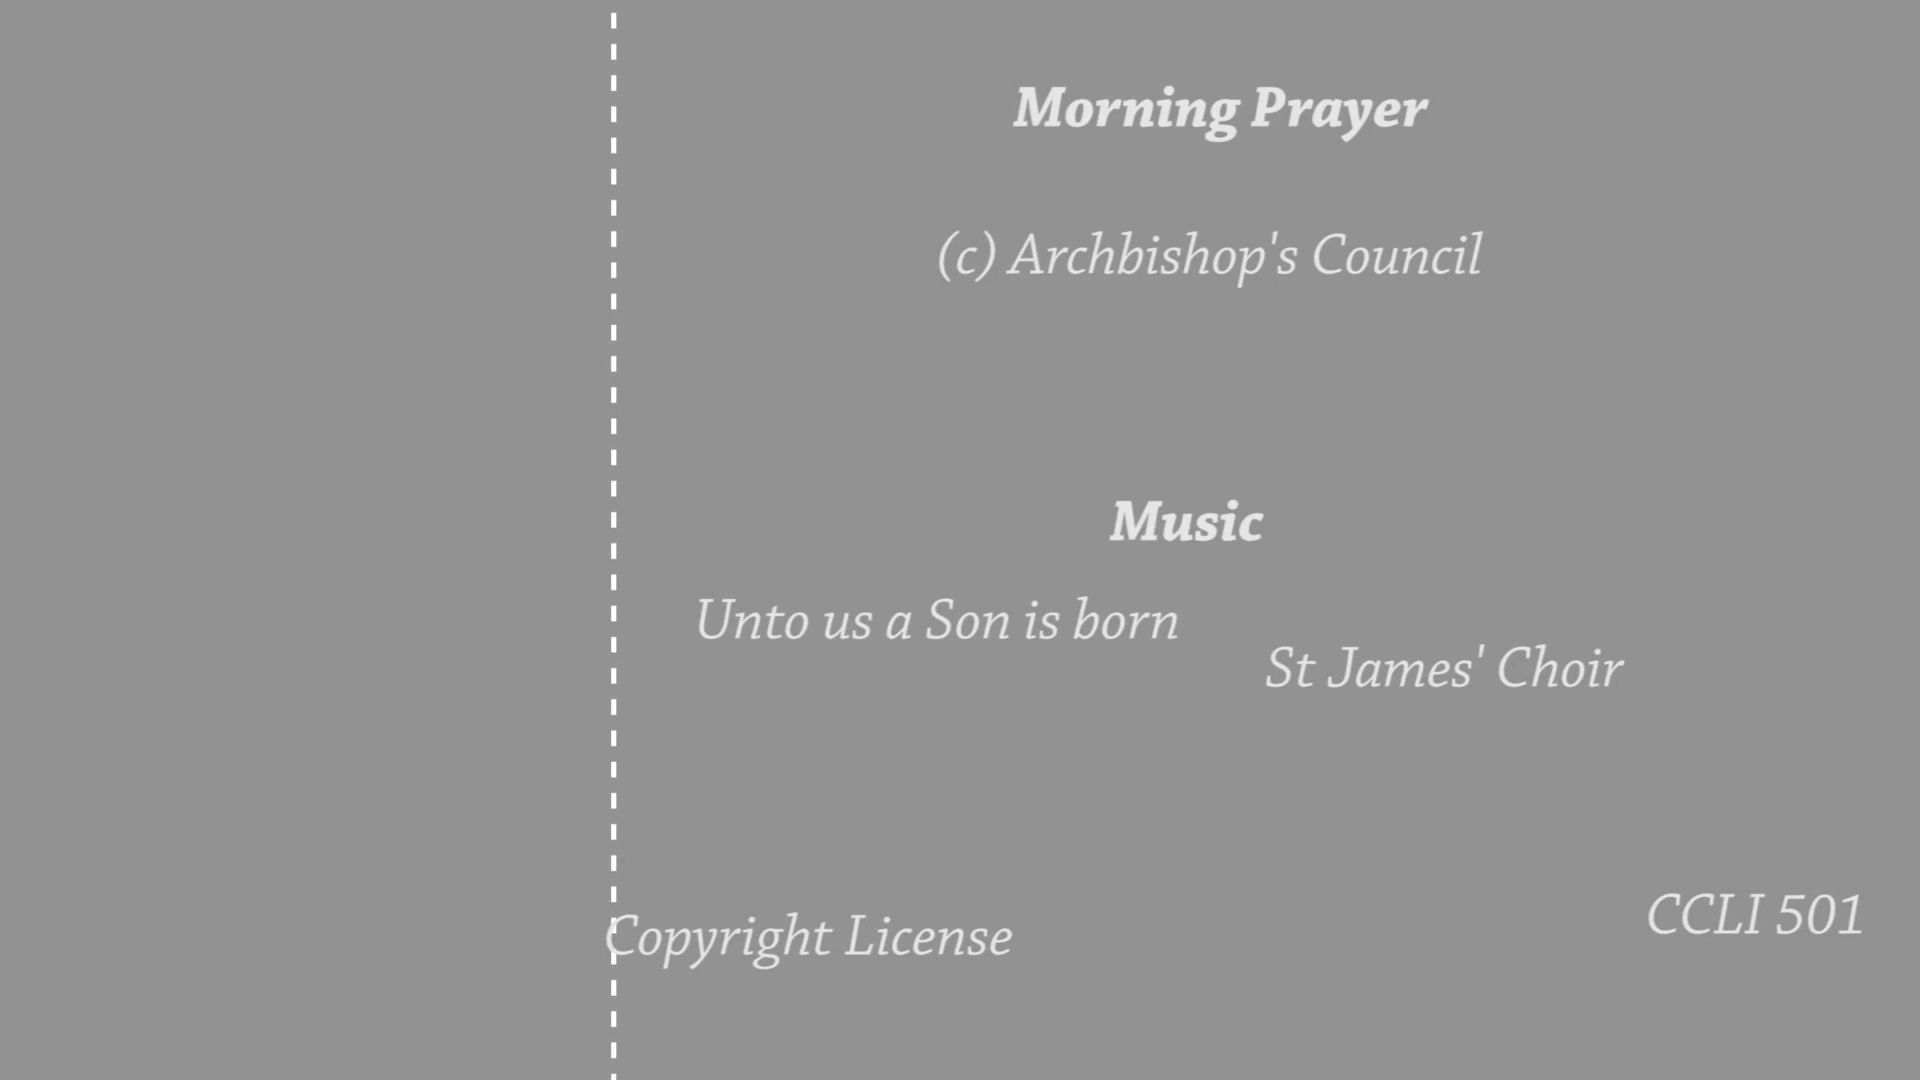 Morning Prayer
(c) Archbishop's Council
Music
Unto us a Son is born
St James' Choir
Copyright License
CCLI 501